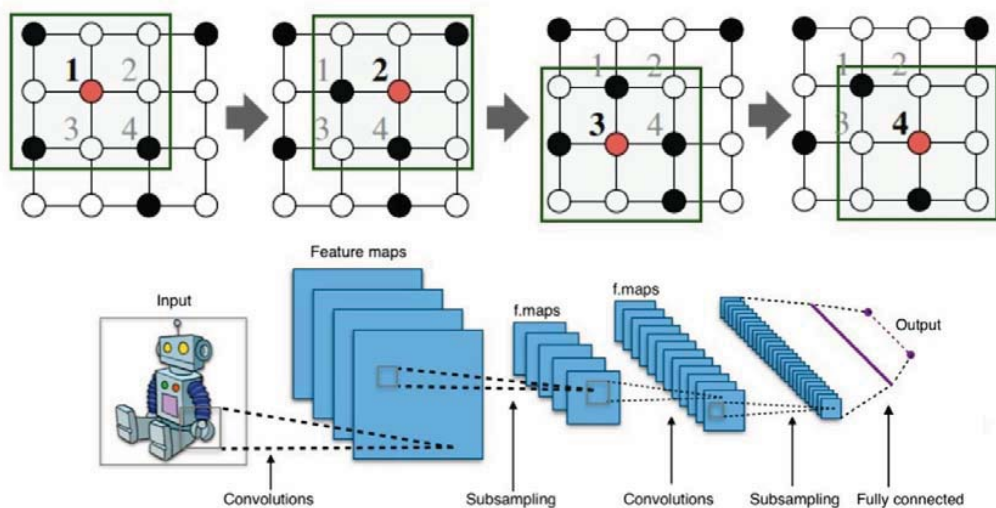 1 2
3 4
1 2
3 4
1 2
3 4
1 2
3 4
Feature maps
Input
f.maps
f.maps
Output
Convolutions
Subsampling
Convolutions
Subsampling
Fully connected